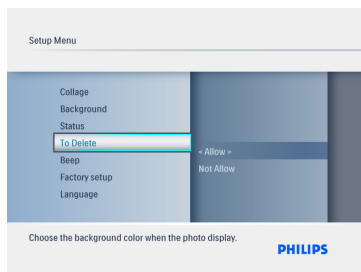 Setup Menu
Collage
Background
Status
To Delete
Beep
Factory setup
Language
« Allow »
Not Allow
Choose the background color when the photo display.
PHILIPS